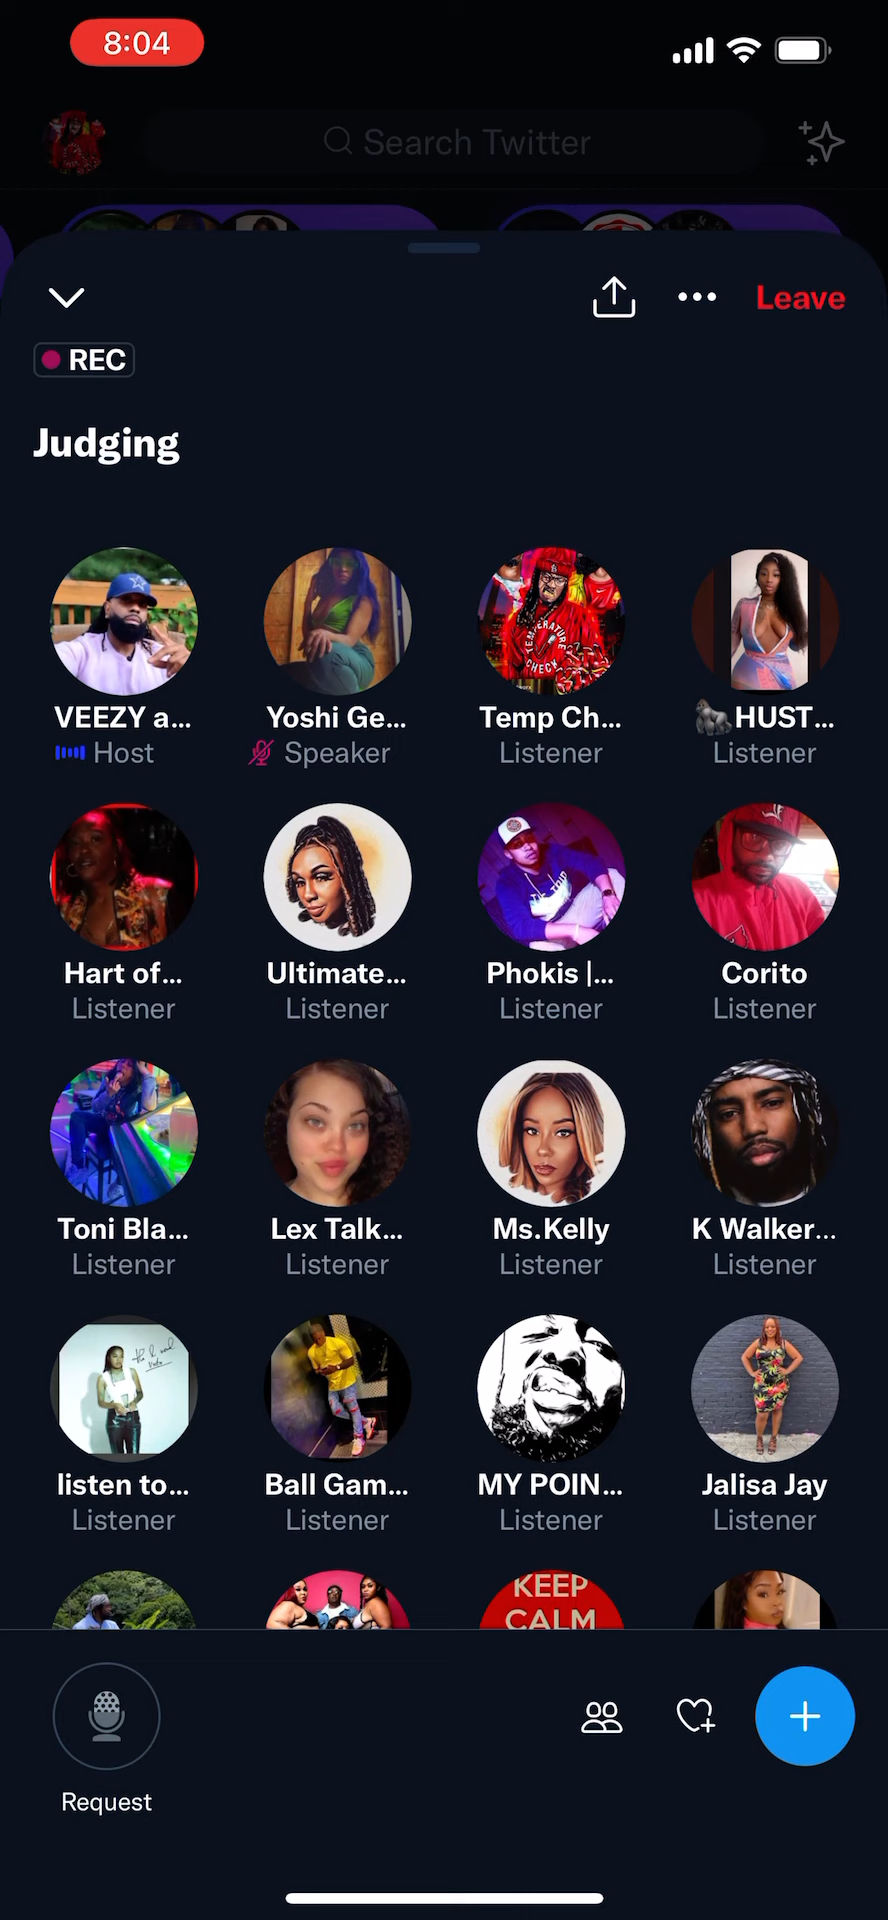 8:04
Search Twitter
Leave
REC
Judging
VEEZY a...
Host
Yoshi Ge...
Speaker
Temp Ch...
Listener
🦍HUST...
Listener
TEMPERATURE
CHECK
Hart of...
Listener
Ultimate...
Listener
Phokis |...
Listener
Corito
Listener
Toni Bla...
Listener
Lex Talk...
Listener
Ms.Kelly
Listener
K Walker...
Listener
listen to...
Listener
Ball Gam...
Listener
MY POIN...
Listener
Jalisa Jay
Listener
KEEP
CALM
Request